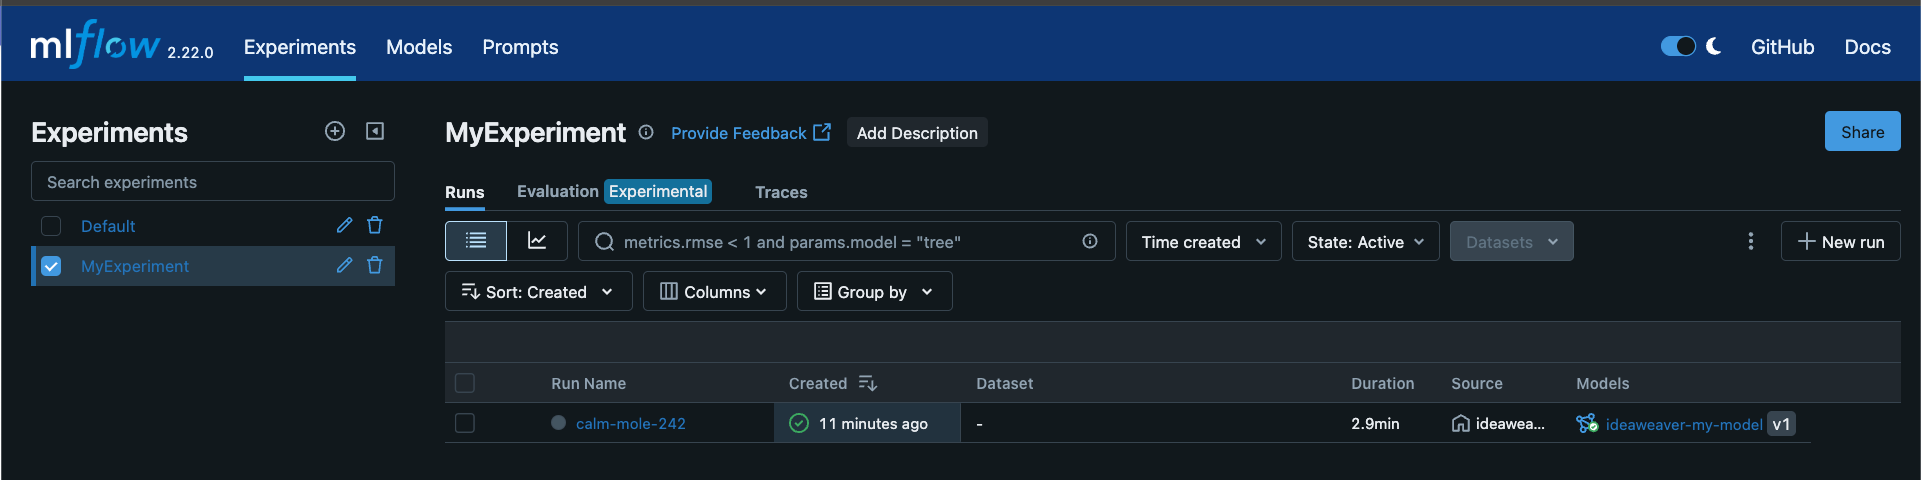 mlflow 2.22.0 Experiments Models Prompts GitHub Docs
Experiments
Search experiments
Default
MyExperiment
MyExperiment Provide Feedback Add Description Share
Runs Evaluation Experimental Traces
metrics.rmse < 1 and params.model = "tree" Time created State: Active Datasets New run
Sort: Created Columns Group by
Run Name Created Dataset Duration Source Models
calm-mole-242 11 minutes ago - 2.9min ideawea... ideaweaver-my-model v1